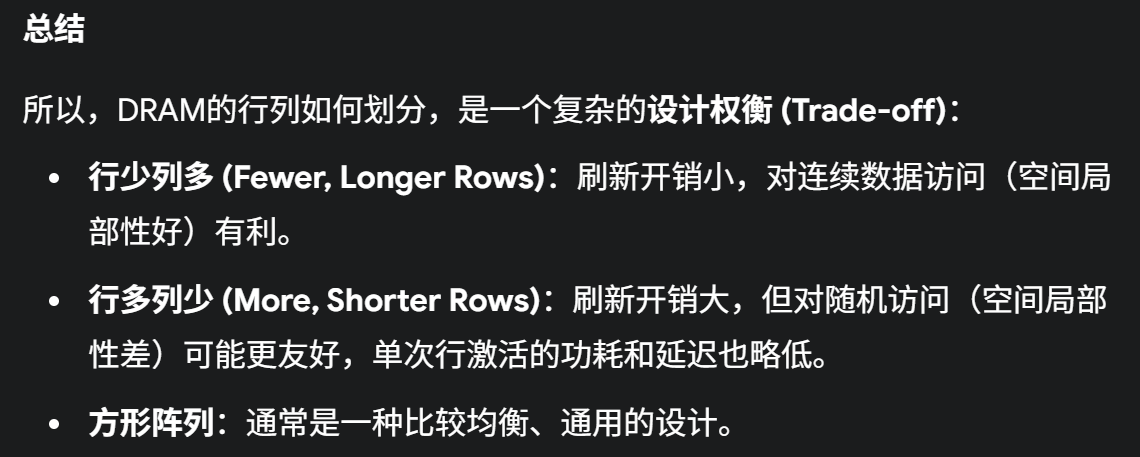 总结
所以，DRAM的行列如何划分，是一个复杂的设计权衡 (Trade-off)：
• 行少列多 (Fewer, Longer Rows)：刷新开销小，对连续数据访问（空间局
部性好）有利。
• 行多列少 (More, Shorter Rows)：刷新开销大，但对随机访问（空间局部
性差）可能更友好，单次行激活的功耗和延迟也略低。
• 方形阵列：通常是一种比较均衡、通用的设计。